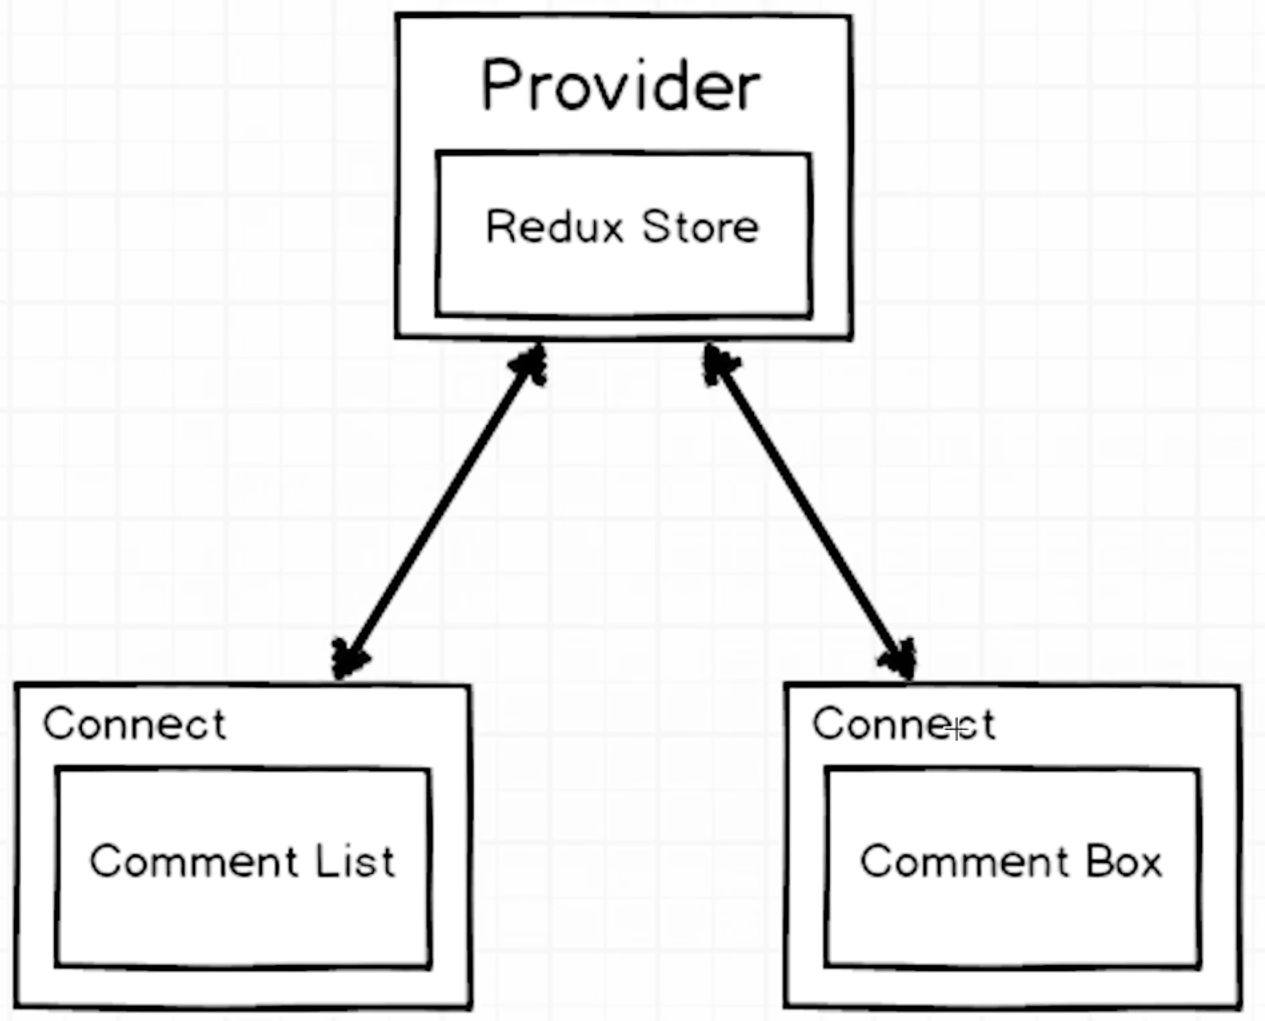 Provider
Redux Store
Connect
Comment List
Connect
Comment Box